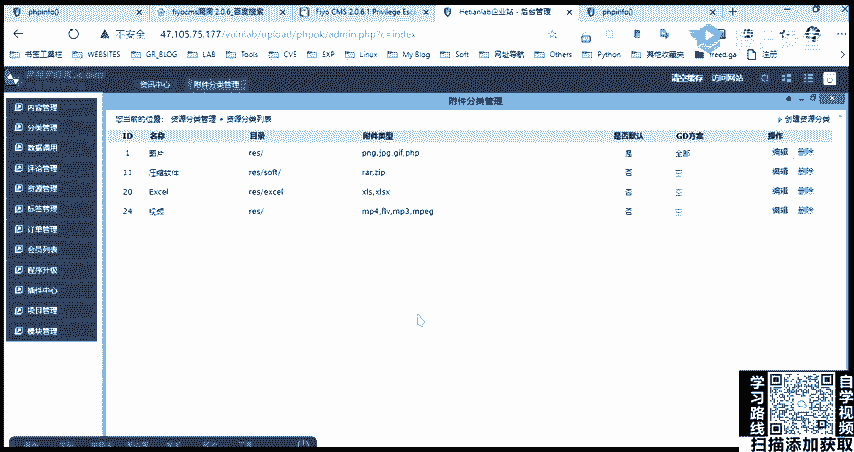 phpinfo()
fiyocms漏洞 2.0.6_百度搜索
Fiyo CMS 2.0.6.1 Privilege Esc
Hetianlab企业站 - 后台管理
phpinfo()
不安全
47.105.75.177/vulnlab/upload/phpok/admin.php?c=index
书签工具栏 WEBSITES GR_BLOG LAB Tools CVE EXP Linux My Blog Soft 网址导航 Others Python 其他收藏夹 freed.ga 注册
资讯中心 附件分类管理 清空缓存 访问网站
附件分类管理
内容管理
分类管理
数据调用
评论管理
资源管理
标签管理
订单管理
会员列表
程序升级
插件中心
项目管理
模块管理
您当前的位置: 资源分类管理 » 资源分类列表 创建资源分类
ID 名称 目录 附件类型 是否默认 GD方案 操作
1 图片 res/ png,jpg,gif,php 是 全部 编辑 删除
11 压缩软件 res/soft/ rar,zip 否 空 编辑 删除
20 Excel res/excel xls,xlsx 否 空 编辑 删除
24 视频 res/ mp4,flv,mp3,mpeg 否 空 编辑 删除
学习路线
自学视频
扫描添加获取